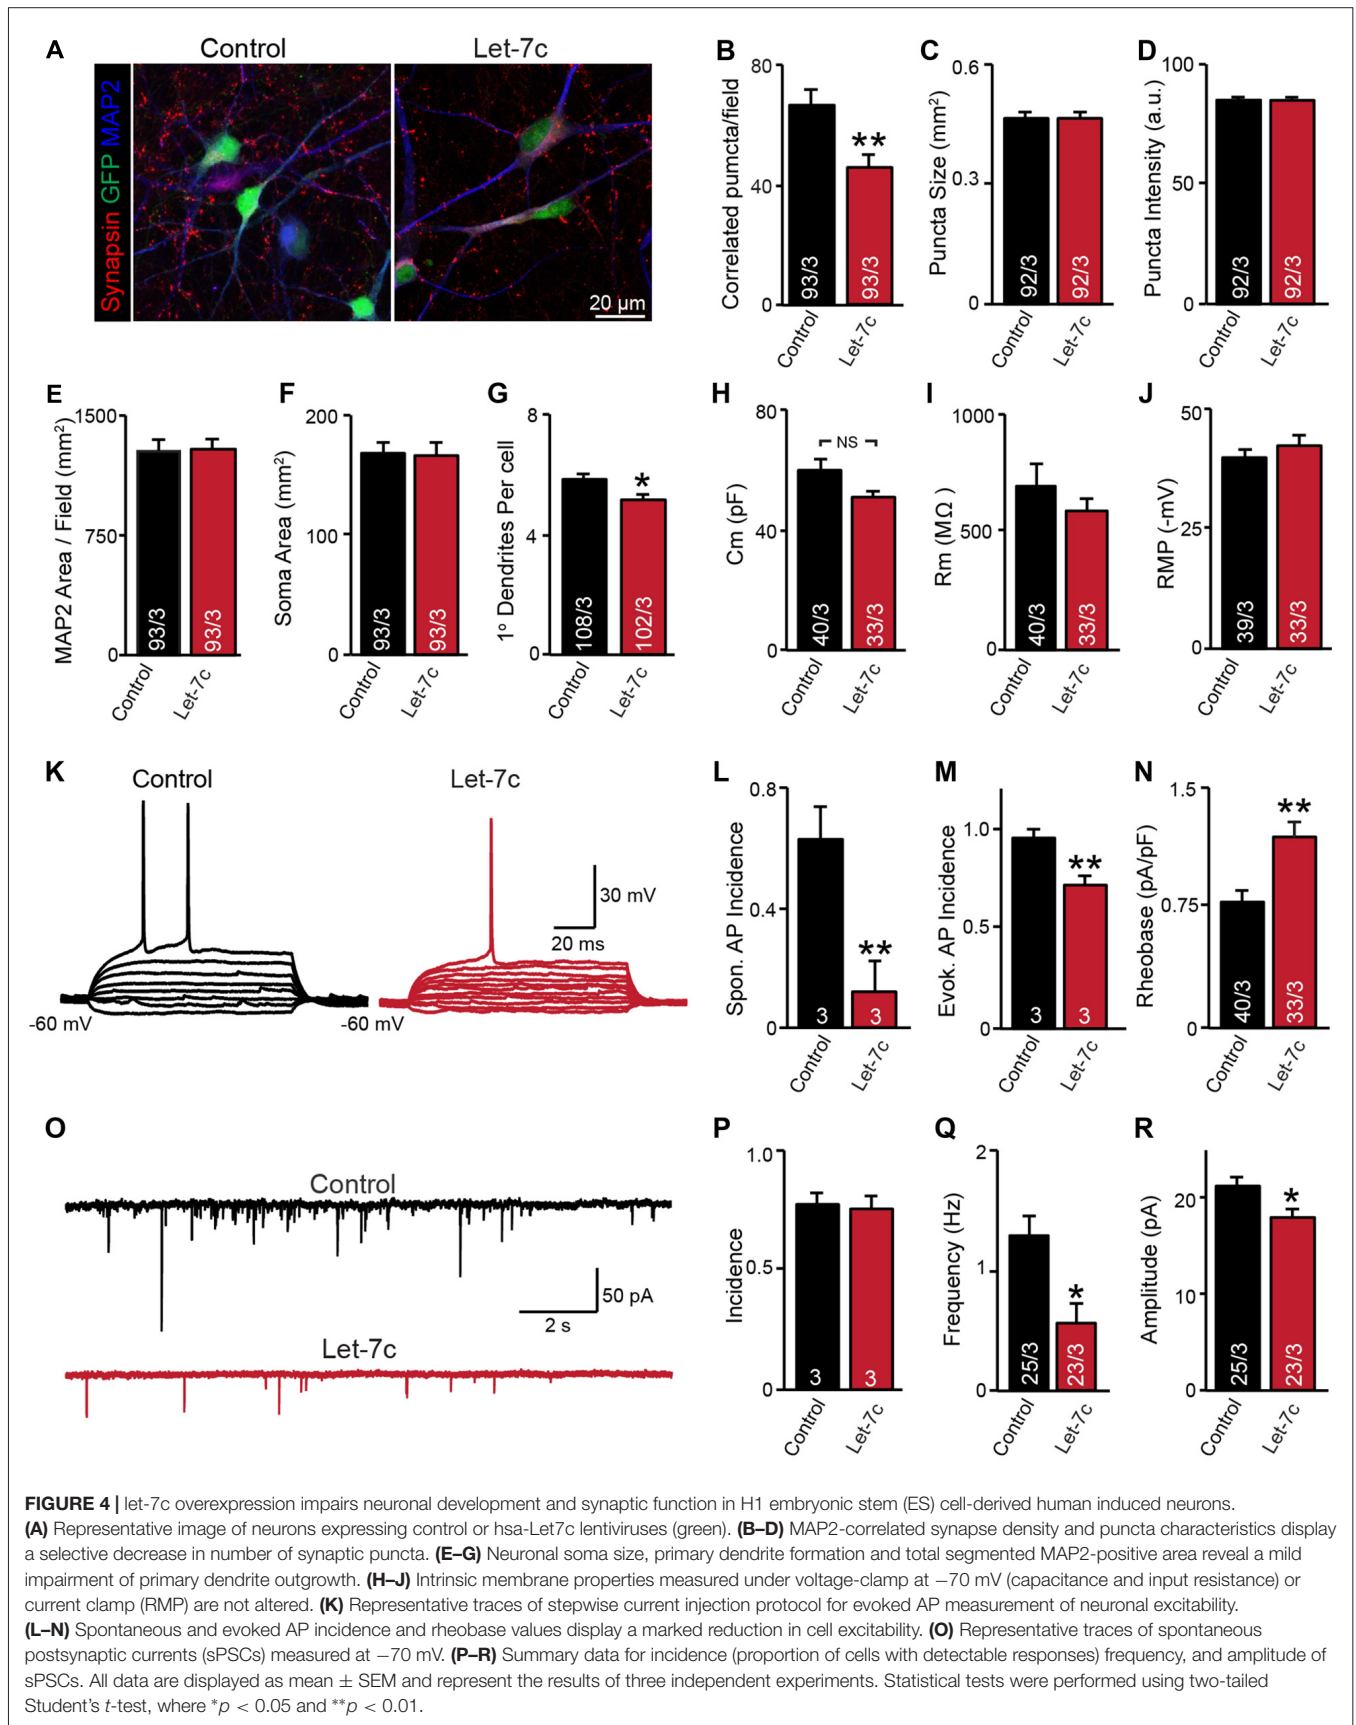 A
Control
Let-7c
Synapsin GFP MAP2
20 µm
B
Correlated pumcta/field
80
40
0
93/3
93/3
**
Control
Let-7c
C
Puncta Size (mm²)
0.6
0.3
0
92/3
92/3
Control
Let-7c
D
Puncta Intensity (a.u.)
100
50
0
92/3
92/3
Control
Let-7c
E
MAP2 Area / Field (mm²)
1500
750
0
93/3
93/3
Control
Let-7c
F
Soma Area (mm²)
200
100
0
93/3
93/3
Control
Let-7c
G
1º Dendrites Per cell
8
4
0
108/3
102/3
*
Control
Let-7c
H
Cm (pF)
80
40
0
NS
40/3
33/3
Control
Let-7c
I
Rm (MΩ)
1000
500
0
40/3
33/3
Control
Let-7c
J
RMP (-mV)
50
25
0
39/3
33/3
Control
Let-7c
K
Control
Let-7c
30 mV
20 ms
-60 mV
-60 mV
L
Spon. AP Incidence
0.8
0.4
0
3
3
**
Control
Let-7c
M
Evok. AP Incidence
1.0
0.5
0
3
3
**
Control
Let-7c
N
Rheobase (pA/pF)
1.5
0.75
0
40/3
33/3
**
Control
Let-7c
O
Control
50 pA
2 s
Let-7c
P
Incidence
1.0
0.5
0
3
3
Control
Let-7c
Q
Frequency (Hz)
2
1
0
25/3
23/3
*
Control
Let-7c
R
Amplitude (pA)
20
10
0
25/3
23/3
*
Control
Let-7c
FIGURE 4 | let-7c overexpression impairs neuronal development and synaptic function in H1 embryonic stem (ES) cell-derived human induced neurons.
(A) Representative image of neurons expressing control or hsa-Let7c lentiviruses (green). (B–D) MAP2-correlated synapse density and puncta characteristics display
a selective decrease in number of synaptic puncta. (E–G) Neuronal soma size, primary dendrite formation and total segmented MAP2-positive area reveal a mild
impairment of primary dendrite outgrowth. (H–J) Intrinsic membrane properties measured under voltage-clamp at −70 mV (capacitance and input resistance) or
current clamp (RMP) are not altered. (K) Representative traces of stepwise current injection protocol for evoked AP measurement of neuronal excitability.
(L–N) Spontaneous and evoked AP incidence and rheobase values display a marked reduction in cell excitability. (O) Representative traces of spontaneous
postsynaptic currents (sPSCs) measured at −70 mV. (P–R) Summary data for incidence (proportion of cells with detectable responses) frequency, and amplitude of
sPSCs. All data are displayed as mean ± SEM and represent the results of three independent experiments. Statistical tests were performed using two-tailed
Student's t-test, where *p < 0.05 and **p < 0.01.